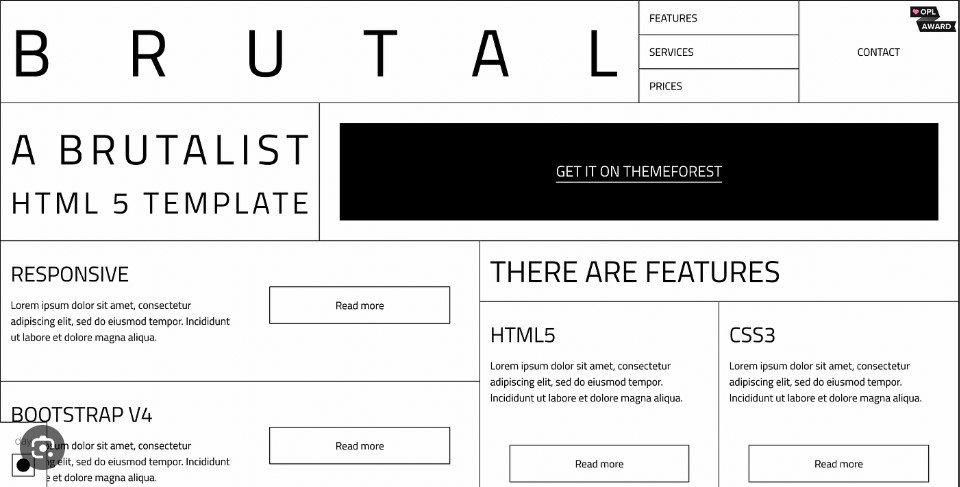 B R U T A L
FEATURES
SERVICES
PRICES
CONTACT
OPL
AWARD
A BRUTALIST
HTML 5 TEMPLATE
GET IT ON THEMEFOREST
RESPONSIVE
Lorem ipsum dolor sit amet, consectetur
adipiscing elit, sed do eiusmod tempor. Incididunt
ut labore et dolore magna aliqua.
Read more
BOOTSTRAP V4
dolor sit amet, consectetur
elit, sed do eiusmod tempor. Incididunt
et dolore magna aliqua.
Read more
THERE ARE FEATURES
HTML5
Lorem ipsum dolor sit amet, consectetur
adipiscing elit, sed do eiusmod tempor.
Incididunt ut labore et dolore magna aliqua.
Read more
CSS3
Lorem ipsum dolor sit amet, consectetur
adipiscing elit, sed do eiusmod tempor.
Incididunt ut labore et dolore magna aliqua.
Read more